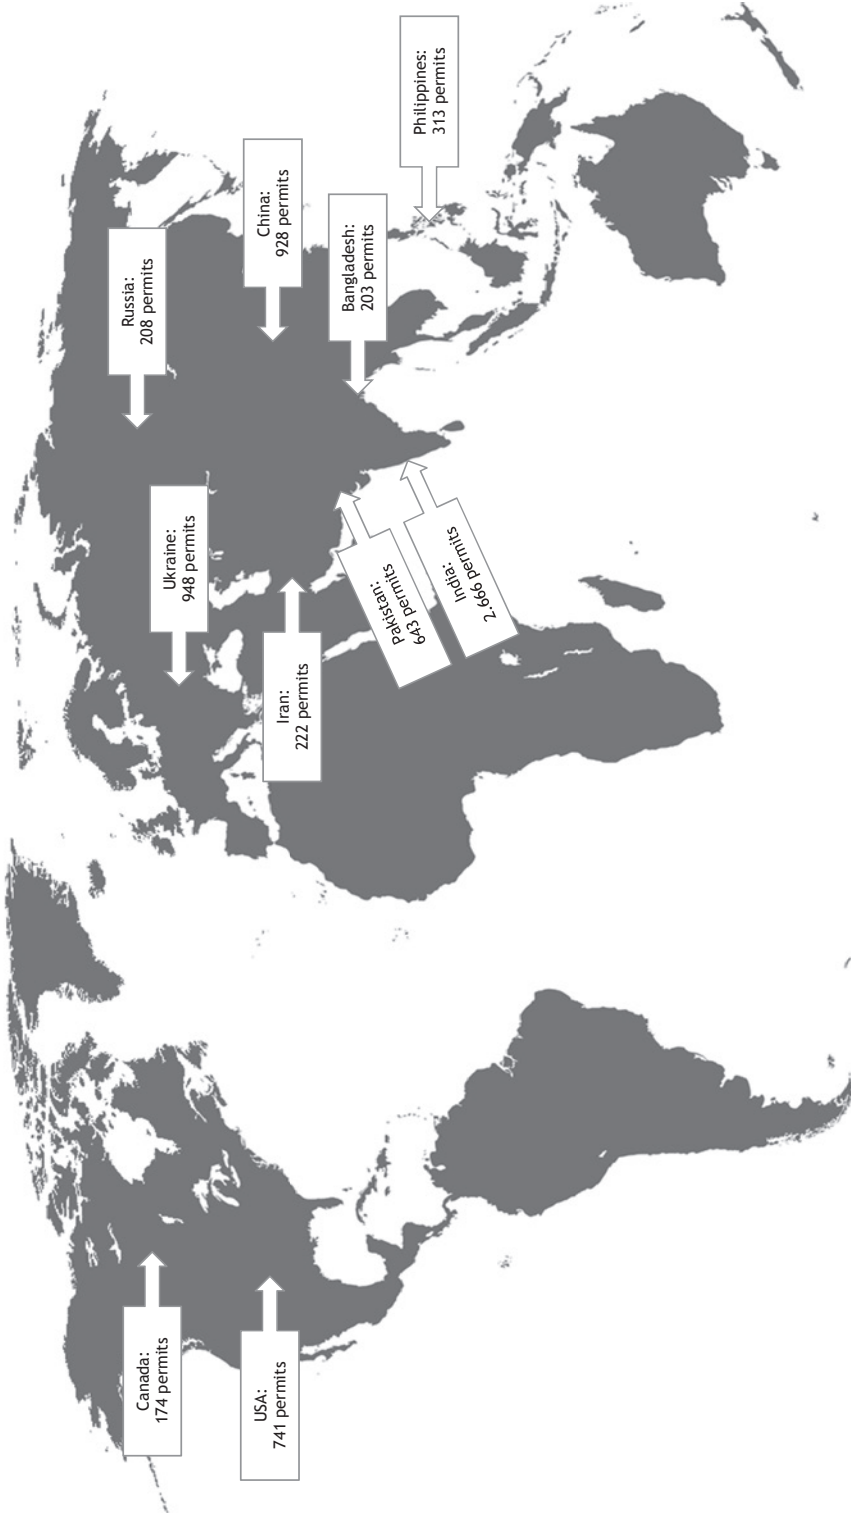 Canada:
174 permits
USA:
741 permits
Ukraine:
948 permits
Iran:
222 permits
Russia:
208 permits
China:
928 permits
Bangladesh:
203 permits
Pakistan:
643 permits
India:
2.666 permits
Philippines:
313 permits